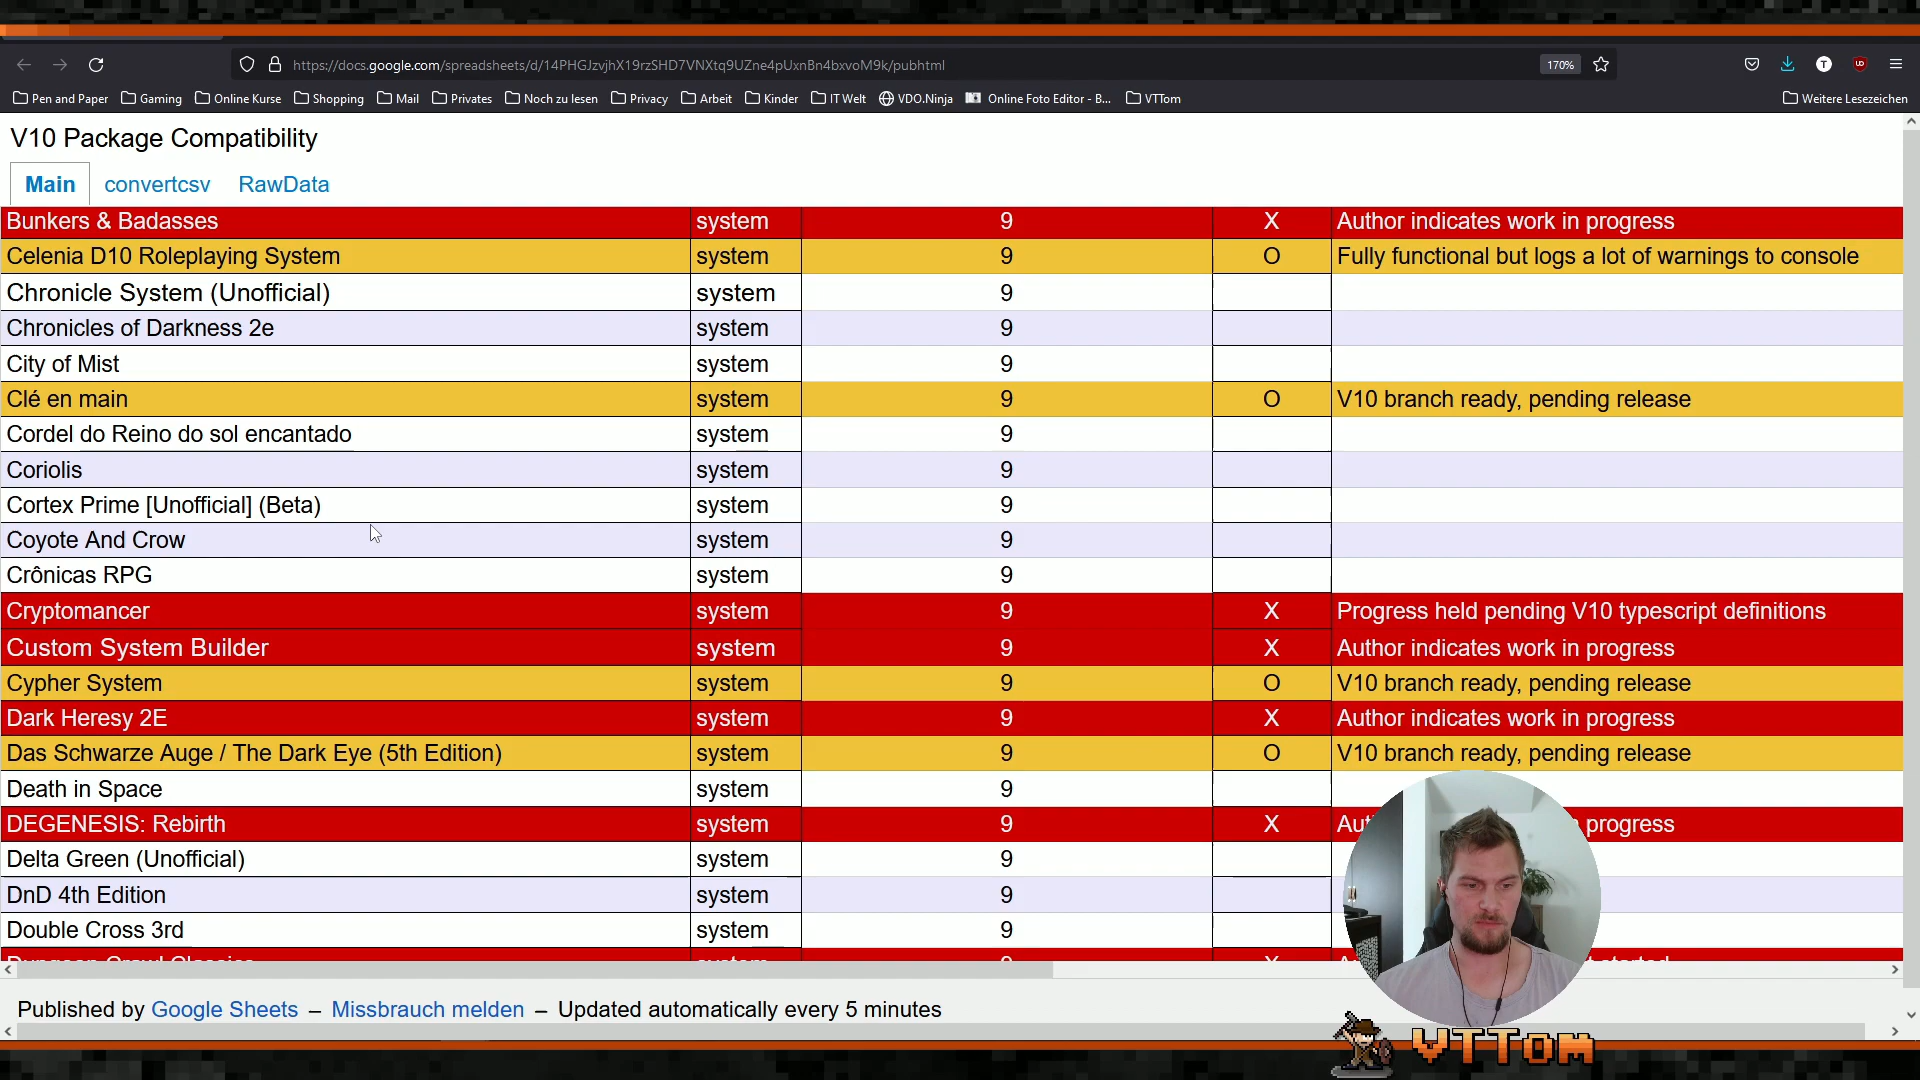 https://docs.google.com/spreadsheets/d/14PHGJzvjhX19rzSHD7VNXtq9UZne4pUxnBn4bxvoM9k/pubhtml 170%
Pen and Paper Gaming Online Kurse Shopping Mail Privates Noch zu lesen Privacy Arbeit Kinder IT Welt VDO.Ninja Online Foto Editor - B... VTTom Weitere Lesezeichen
V10 Package Compatibility
Main convertcsv RawData
Bunkers & Badasses system 9 X Author indicates work in progress
Celenia D10 Roleplaying System system 9 O Fully functional but logs a lot of warnings to console
Chronicle System (Unofficial) system 9
Chronicles of Darkness 2e system 9
City of Mist system 9
Clé en main system 9 O V10 branch ready, pending release
Cordel do Reino do sol encantado system 9
Coriolis system 9
Cortex Prime [Unofficial] (Beta) system 9
Coyote And Crow system 9
Crônicas RPG system 9
Cryptomancer system 9 X Progress held pending V10 typescript definitions
Custom System Builder system 9 X Author indicates work in progress
Cypher System system 9 O V10 branch ready, pending release
Dark Heresy 2E system 9 X Author indicates work in progress
Das Schwarze Auge / The Dark Eye (5th Edition) system 9 O V10 branch ready, pending release
Death in Space system 9
DEGENESIS: Rebirth system 9 X progress
Delta Green (Unofficial) system 9
DnD 4th Edition system 9
Double Cross 3rd system 9
Published by Google Sheets – Missbrauch melden – Updated automatically every 5 minutes
VTTom